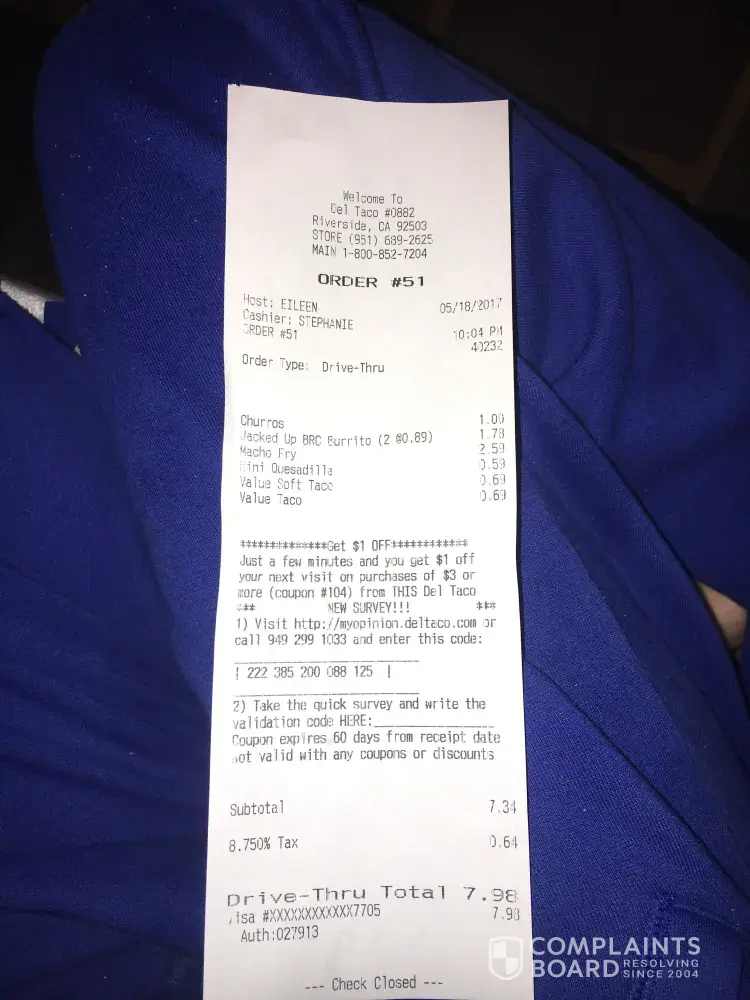 Welcome To
Del Taco #0882
Riverside, CA 92503
STORE (951) 689-2625
MAIN 1-800-852-7204
ORDER #51
Host: EILEEN 05/18/2017
Cashier: STEPHANIE
ORDER #51 10:04 PM
40232
Order Type: Drive-Thru
Churros 1.00
Jacked Up BRC Burrito (2 @0.89) 1.78
Macho Fry 2.59
Mini Quesadilla 0.59
Value Soft Taco 0.69
Value Taco 0.69
**************Get $1 OFF************
Just a few minutes and you get $1 off
your next visit on purchases of $3 or
more (coupon #104) from THIS Del Taco
*** NEW SURVEY!!! ***
1) Visit http://myopinion.deltaco.com or
call 949 299 1033 and enter this code:
| 222 385 200 088 125 |
2) Take the quick survey and write the
validation code HERE:_______________
Coupon expires 60 days from receipt date
not valid with any coupons or discounts
Subtotal 7.34
8.750% Tax 0.64
Drive-Thru Total 7.98
Visa #XXXXXXXXXXXX7705 7.98
Auth:027913
--- Check Closed ---
COMPLAINTS
BOARD RESOLVING
SINCE 2004